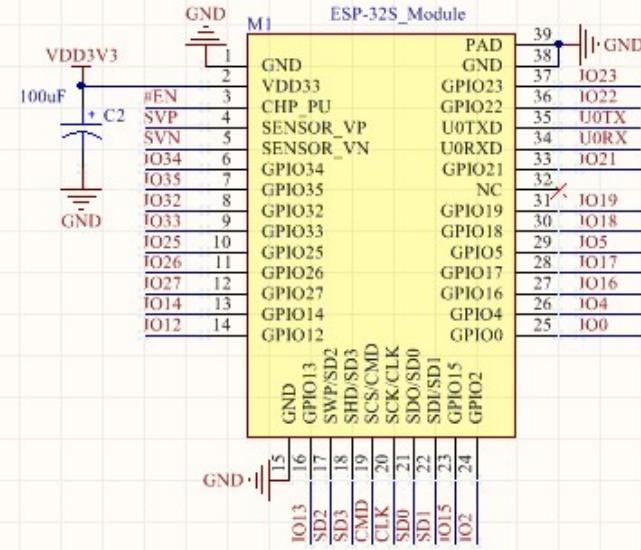 GND
M1
ESP-32S_Module
VDD3V3
100uF
+ C2
GND
1 GND
2 VDD33
#EN 3 CHP_PU
SVP 4 SENSOR_VP
SVN 5 SENSOR_VN
IO34 6 GPIO34
IO35 7 GPIO35
IO32 8 GPIO32
IO33 9 GPIO33
IO25 10 GPIO25
IO26 11 GPIO26
IO27 12 GPIO27
IO14 13 GPIO14
IO12 14 GPIO12
PAD 39 GND
GND 38
GPIO23 37 IO23
GPIO22 36 IO22
U0TXD 35 U0TX
U0RXD 34 U0RX
GPIO21 33 IO21
NC 32
GPIO19 31 IO19
GPIO18 30 IO18
GPIO5 29 IO5
GPIO17 28 IO17
GPIO16 27 IO16
GPIO4 26 IO4
GPIO0 25 IO0
GND 15 GND
GPIO13 16 IO13
SWP/SD2 17 SD2
SHD/SD3 18 SD3
SCS/CMD 19 CMD
SCK/CLK 20 CLK
SDO/SD0 21 SD0
SDI/SD1 22 SD1
GPIO15 23 IO15
GPIO2 24 IO2